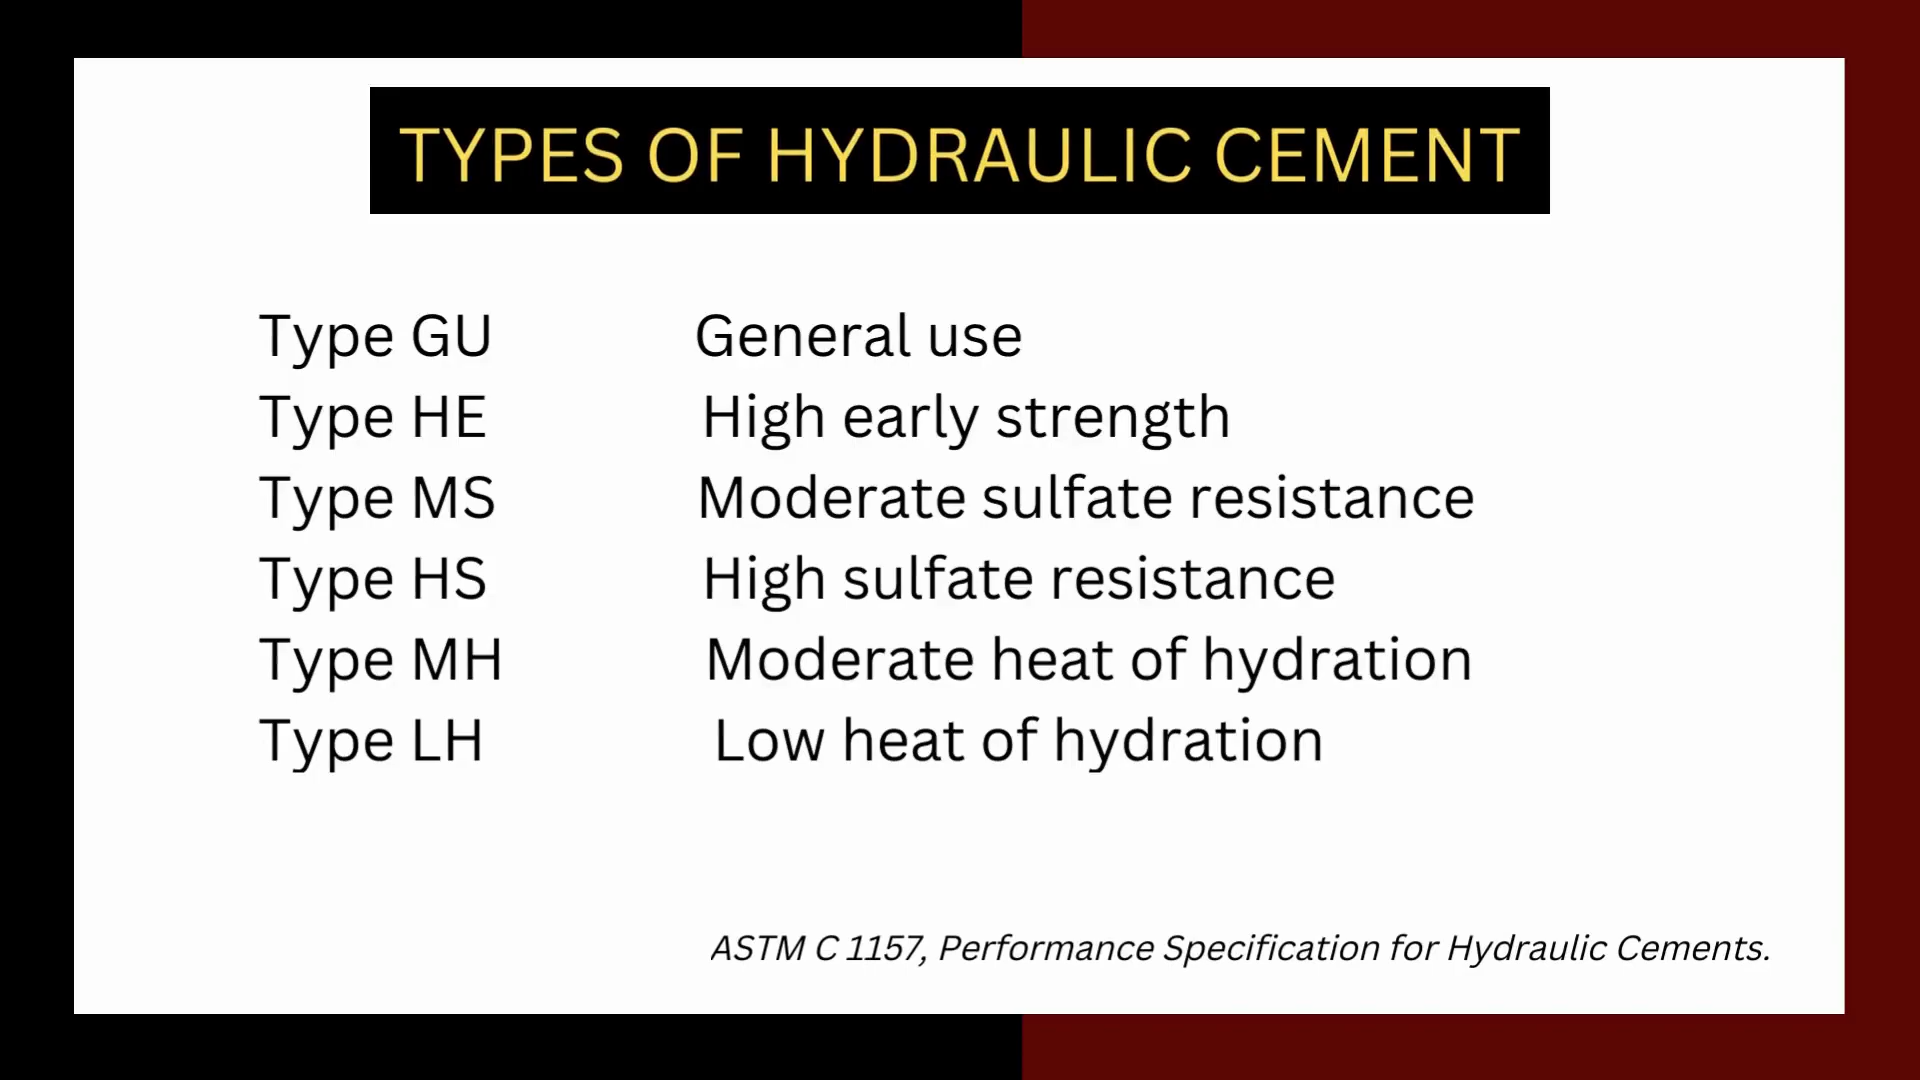 TYPES OF HYDRAULIC CEMENT
Type GU General use
Type HE High early strength
Type MS Moderate sulfate resistance
Type HS High sulfate resistance
Type MH Moderate heat of hydration
Type LH Low heat of hydration
ASTM C 1157, Performance Specification for Hydraulic Cements.